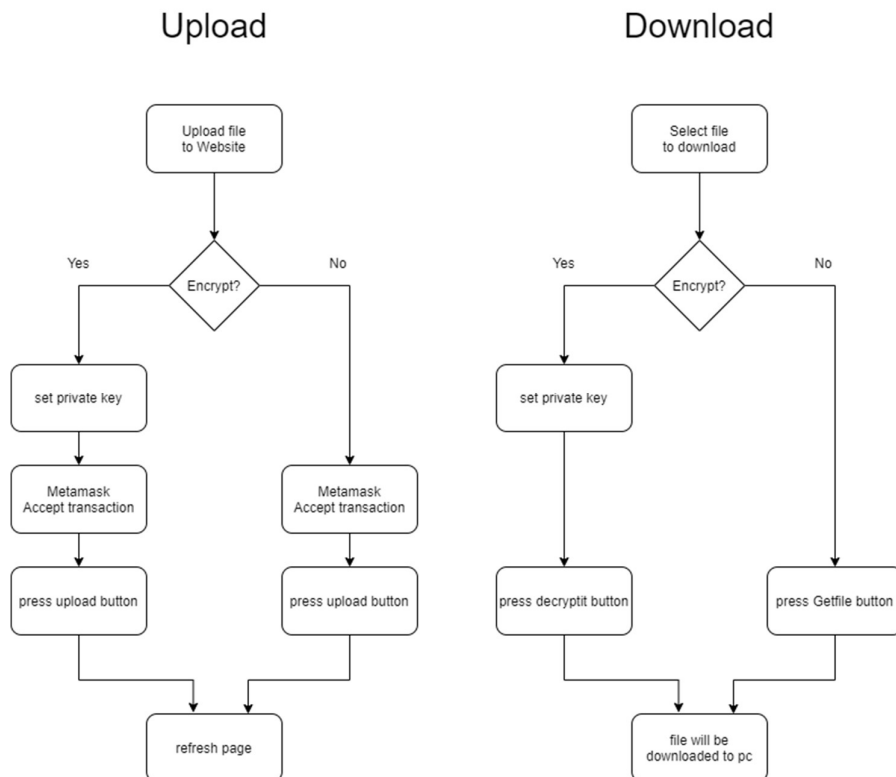 Upload
Download
Upload file
to Website
Select file
to download
Yes
No
Encrypt?
Yes
No
Encrypt?
set private key
set private key
Metamask
Accept transaction
Metamask
Accept transaction
press upload button
press upload button
press decryptit button
press Getfile button
refresh page
file will be
downloaded to pc